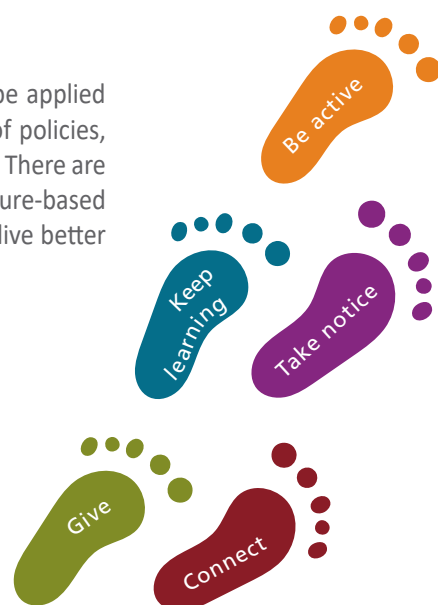 be applied
of policies,
There are
ure-based
live better
Be active
Keep
learning
Take notice
Give
Connect